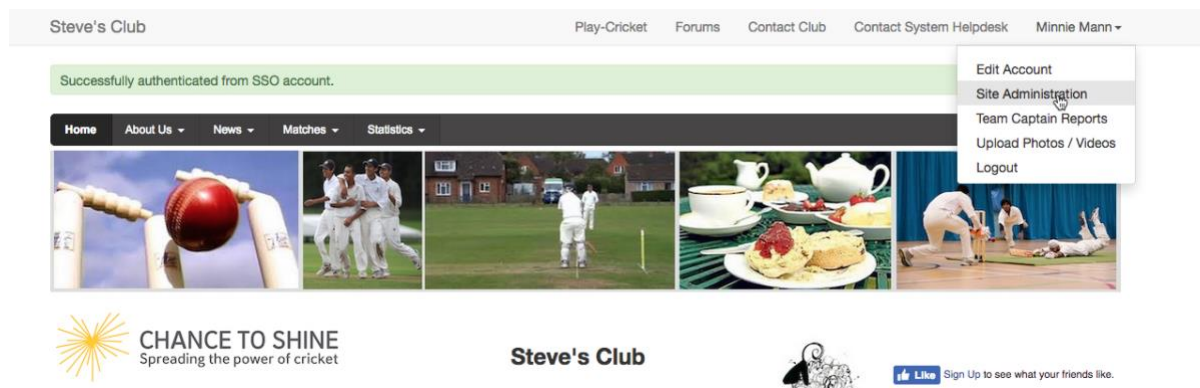 Steve's Club Play-Cricket Forums Contact Club Contact System Helpdesk Minnie Mann
Successfully authenticated from SSO account.
Edit Account
Site Administration
Team Captain Reports
Upload Photos / Videos
Logout
Home About Us News Matches Statistics
CHANCE TO SHINE
Spreading the power of cricket
Steve's Club
Like Sign Up to see what your friends like.